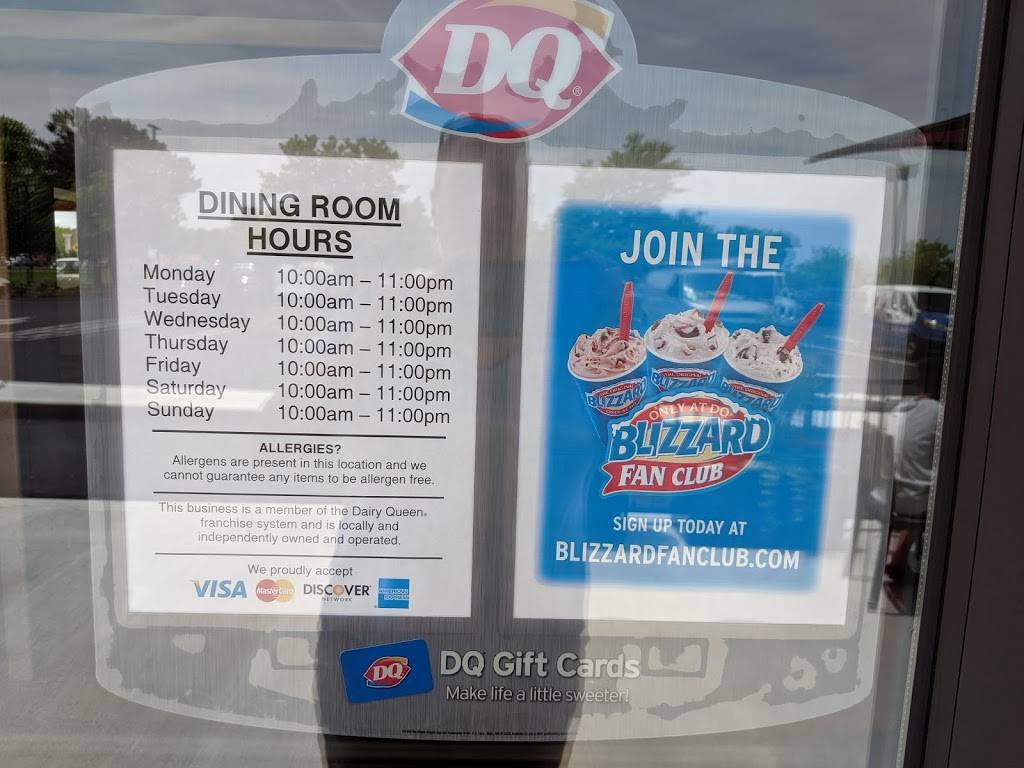 DQ
DINING ROOM
HOURS
Monday 10:00am – 11:00pm
Tuesday 10:00am – 11:00pm
Wednesday 10:00am – 11:00pm
Thursday 10:00am – 11:00pm
Friday 10:00am – 11:00pm
Saturday 10:00am – 11:00pm
Sunday 10:00am – 11:00pm
ALLERGIES?
Allergens are present in this location and we
cannot guarantee any items to be allergen free.
This business is a member of the Dairy Queen®
franchise system and is locally and
independently owned and operated.
We proudly accept
VISA MasterCard DISCOVER NETWORK AMERICAN EXPRESS
JOIN THE
BLIZZARD BLIZZARD BLIZZARD
ONLY AT DQ
BLIZZARD
FAN CLUB
SIGN UP TODAY AT
BLIZZARDFANCLUB.COM
DQ
DQ Gift Cards
Make life a little sweeter!